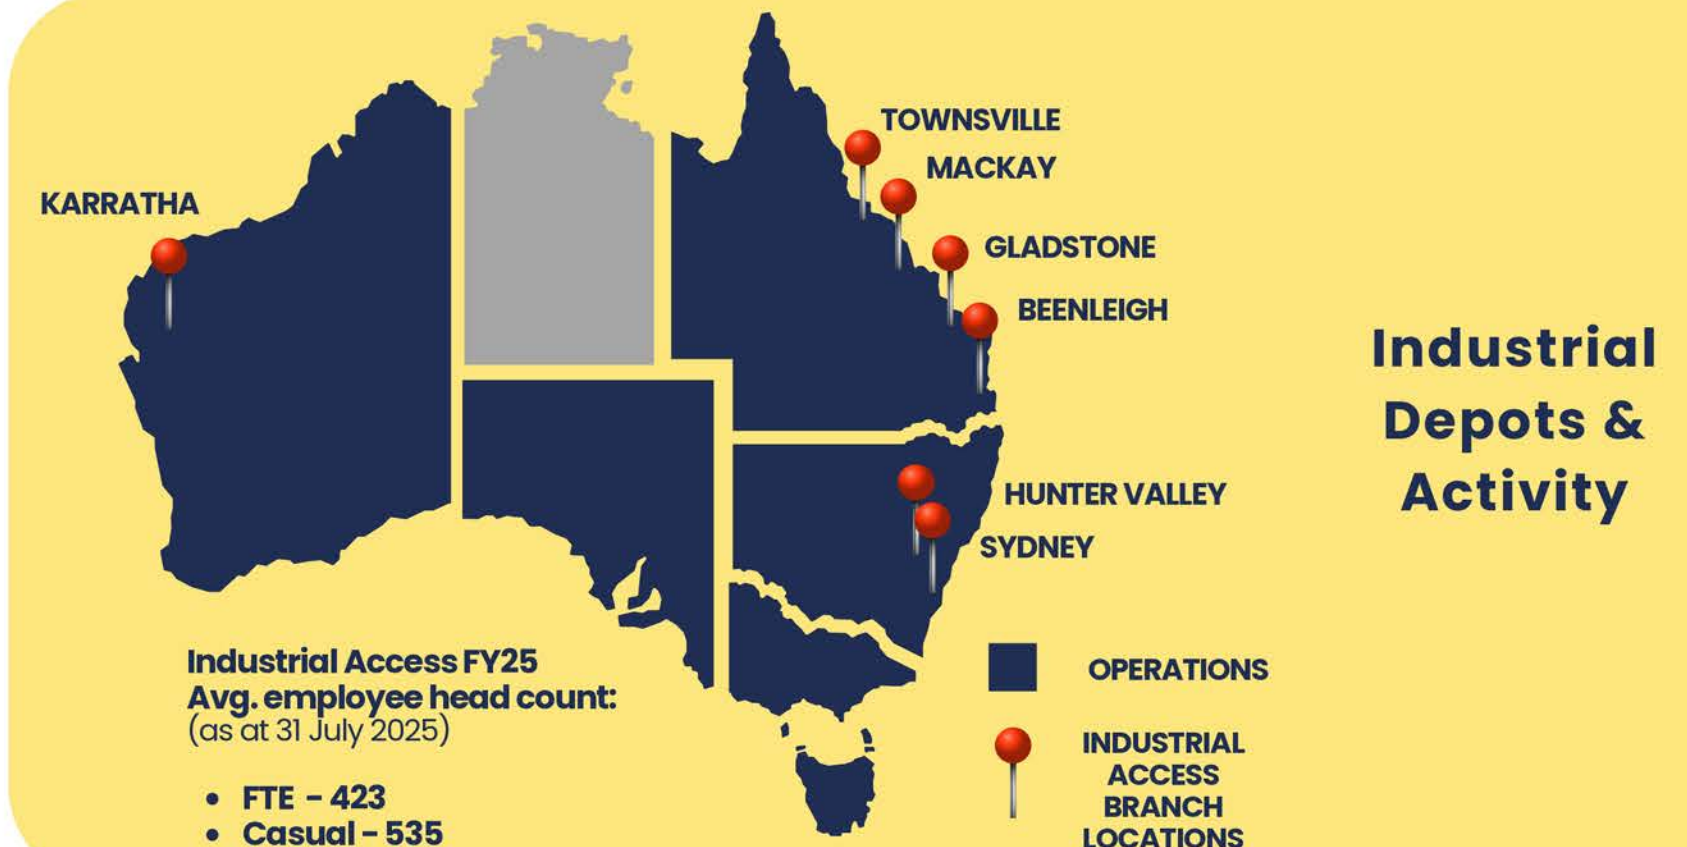 TOWNSVILLE
MACKAY
KARRATHA
GLADSTONE
BEENLEIGH
Industrial
Depots &
Activity
HUNTER VALLEY
SYDNEY
Industrial Access FY25
Avg. employee head count:
(as at 31 July 2025)
• FTE - 423
• Casual - 535
OPERATIONS
INDUSTRIAL
ACCESS
BRANCH
LOCATIONS